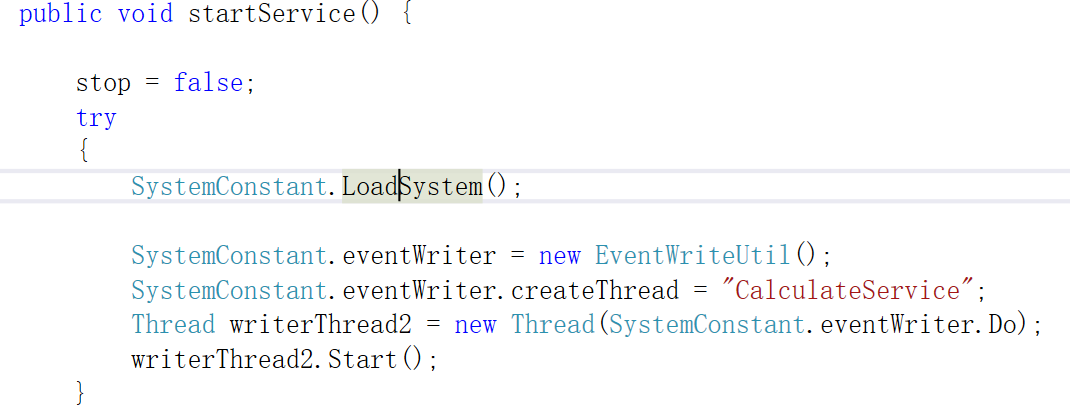 public void startService() {
stop = false;
try
{
SystemConstant.LoadSystem();
SystemConstant.eventWriter = new EventWriteUtil();
SystemConstant.eventWriter.createThread = "CalculateService";
Thread writerThread2 = new Thread(SystemConstant.eventWriter.Do);
writerThread2.Start();
}